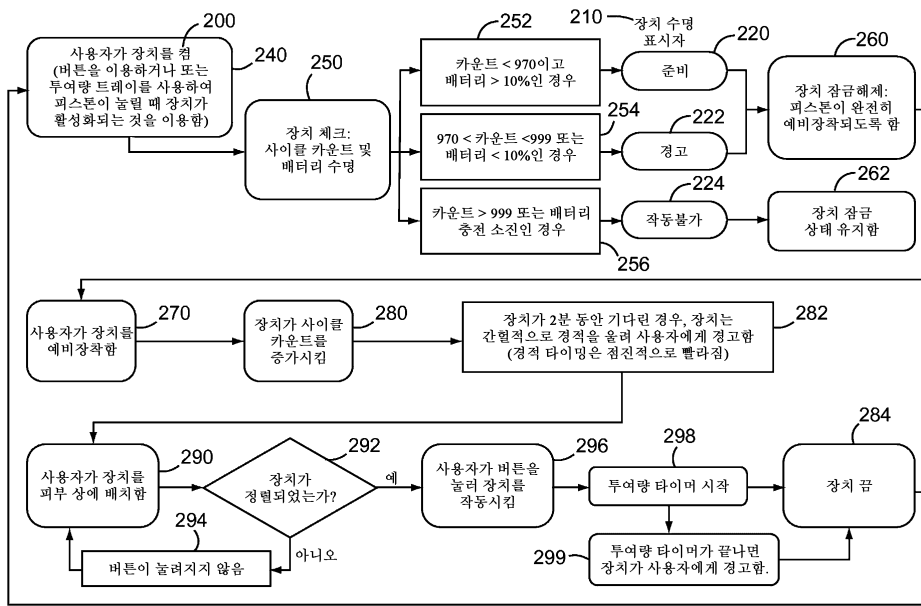 200
사용자가 장치를 켬
(버튼을 이용하거나 또는
투여량 트레이를 사용하여
피스톤이 눌릴 때 장치가
활성화되는 것을 이용함)
240
250
장치 체크:
사이클 카운트 및
배터리 수명
252
카운트 < 970이고
배터리 > 10%인 경우
210
장치 수명
표시자
220
준비
254
970 < 카운트 <999 또는
배터리 < 10%인 경우
222
경고
카운트 > 999 또는 배터리
충전 소진인 경우
256
224
작동불가
260
장치 잠금해제:
피스톤이 완전히
예비장착되도록 함
262
장치 잠금
상태 유지함
사용자가 장치를
예비장착함
270
장치가 사이클
카운트를
증가시킴
280
장치가 2분 동안 기다린 경우, 장치는
간헐적으로 경적을 울려 사용자에게 경고함
(경적 타이밍은 점진적으로 빨라짐)
282
사용자가 장치를
피부 상에 배치함
290
장치가
정렬되었는가?
292
예
아니오
294
버튼이 눌려지지 않음
사용자가 버튼을
눌러 장치를
작동시킴
296
298
투여량 타이머 시작
299
투여량 타이머가 끝나면
장치가 사용자에게 경고함.
284
장치 끔